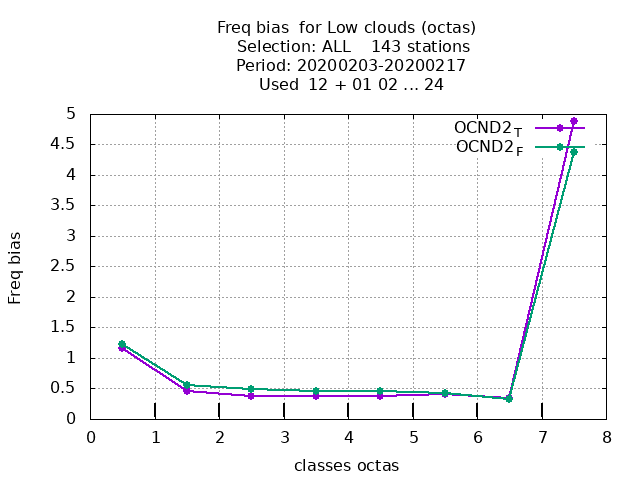 Freq bias  for Low clouds (octas)
Selection: ALL    143 stations
Period: 20200203-20200217
Used  12 + 01 02 ... 24
OCND2T
OCND2F
5
4.5
4
3.5
3
2.5
2
1.5
1
0.5
0
Freq bias
0 1 2 3 4 5 6 7 8
classes octas